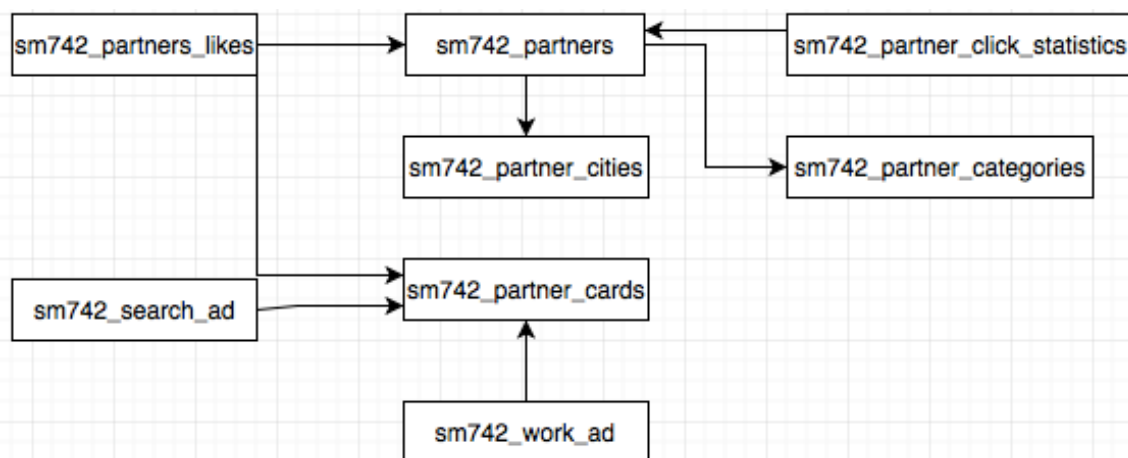 sm742_partners_likes
sm742_partners
sm742_partner_click_statistics
sm742_partner_cities
sm742_partner_categories
sm742_partner_cards
sm742_search_ad
sm742_work_ad